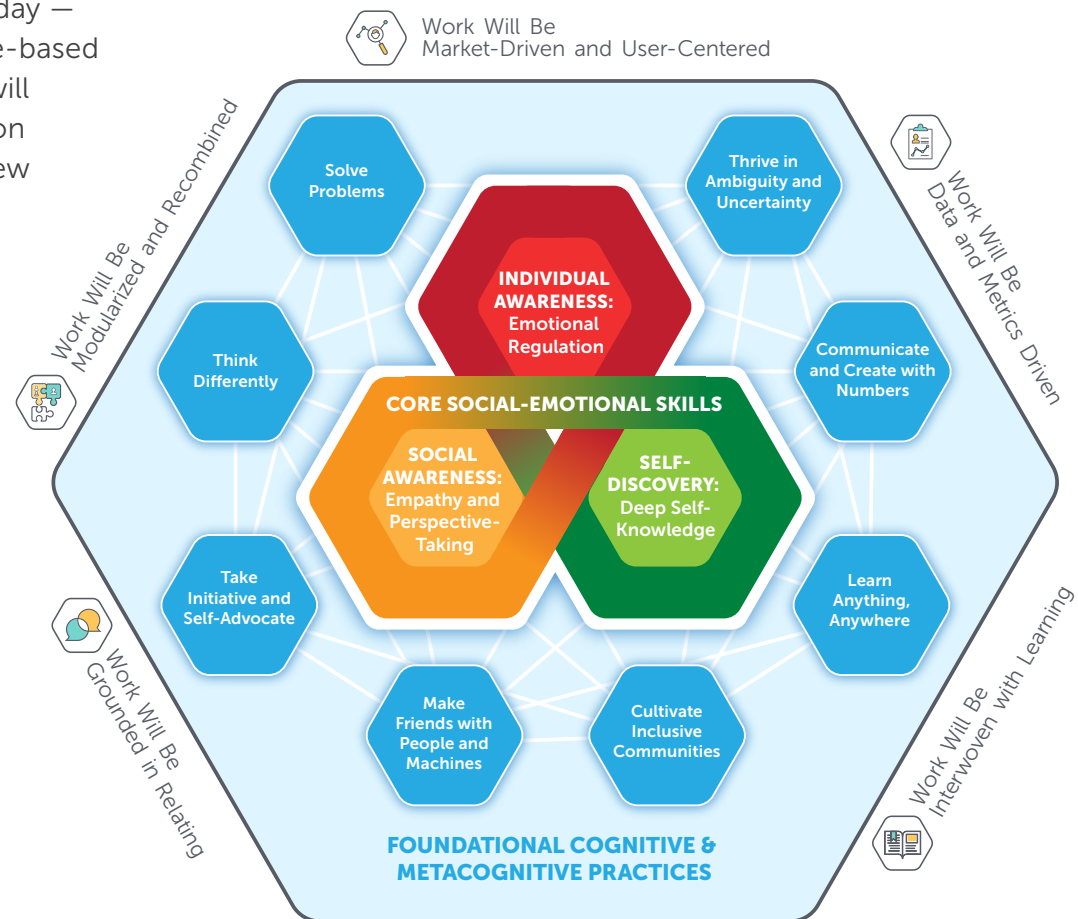 day —
e-based
will
on
ew
Work Will Be
Market-Driven and User-Centered
Work Will Be
Modularized and Recombined
Work Will Be
Data and Metrics Driven
Solve
Problems
Thrive in
Ambiguity and
Uncertainty
INDIVIDUAL
AWARENESS:
Emotional
Regulation
Think
Differently
Communicate
and Create with
Numbers
CORE SOCIAL-EMOTIONAL SKILLS
SOCIAL
AWARENESS:
Empathy and
Perspective-
Taking
SELF-
DISCOVERY:
Deep Self-
Knowledge
Take
Initiative and
Self-Advocate
Learn
Anything,
Anywhere
Make
Friends with
People and
Machines
Cultivate
Inclusive
Communities
Work Will Be
Grounded in Relating
Work Will Be
Interwoven with Learning
FOUNDATIONAL COGNITIVE &
METACOGNITIVE PRACTICES